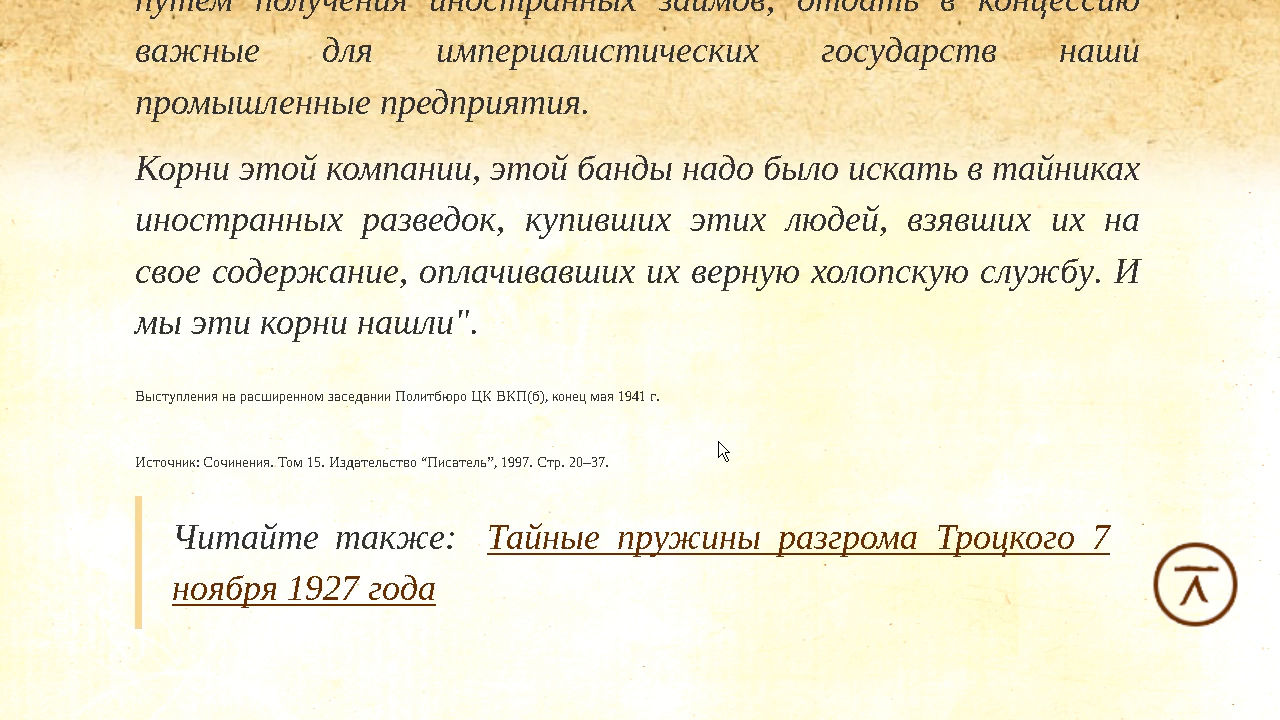 путем получения иностранных займов, отдать в концессию
важные для империалистических государств наши
промышленные предприятия.
Корни этой компании, этой банды надо было искать в тайниках
иностранных разведок, купивших этих людей, взявших их на
свое содержание, оплачивавших их верную холопскую службу. И
мы эти корни нашли".
Выступления на расширенном заседании Политбюро ЦК ВКП(б), конец мая 1941 г.
Источник: Сочинения. Том 15. Издательство “Писатель”, 1997. Стр. 20–37.
Читайте также: Тайные пружины разгрома Троцкого 7
ноября 1927 года